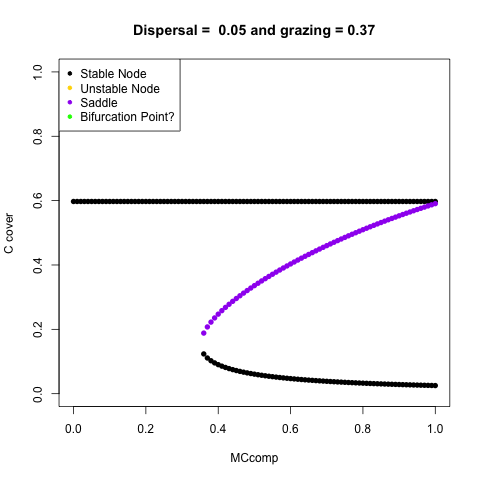 Dispersal =  0.05 and grazing = 0.37
Stable Node
Unstable Node
Saddle
Bifurcation Point?
1.0
0.8
0.6
0.4
0.2
0.0
C cover
0.0 0.2 0.4 0.6 0.8 1.0
MCcomp